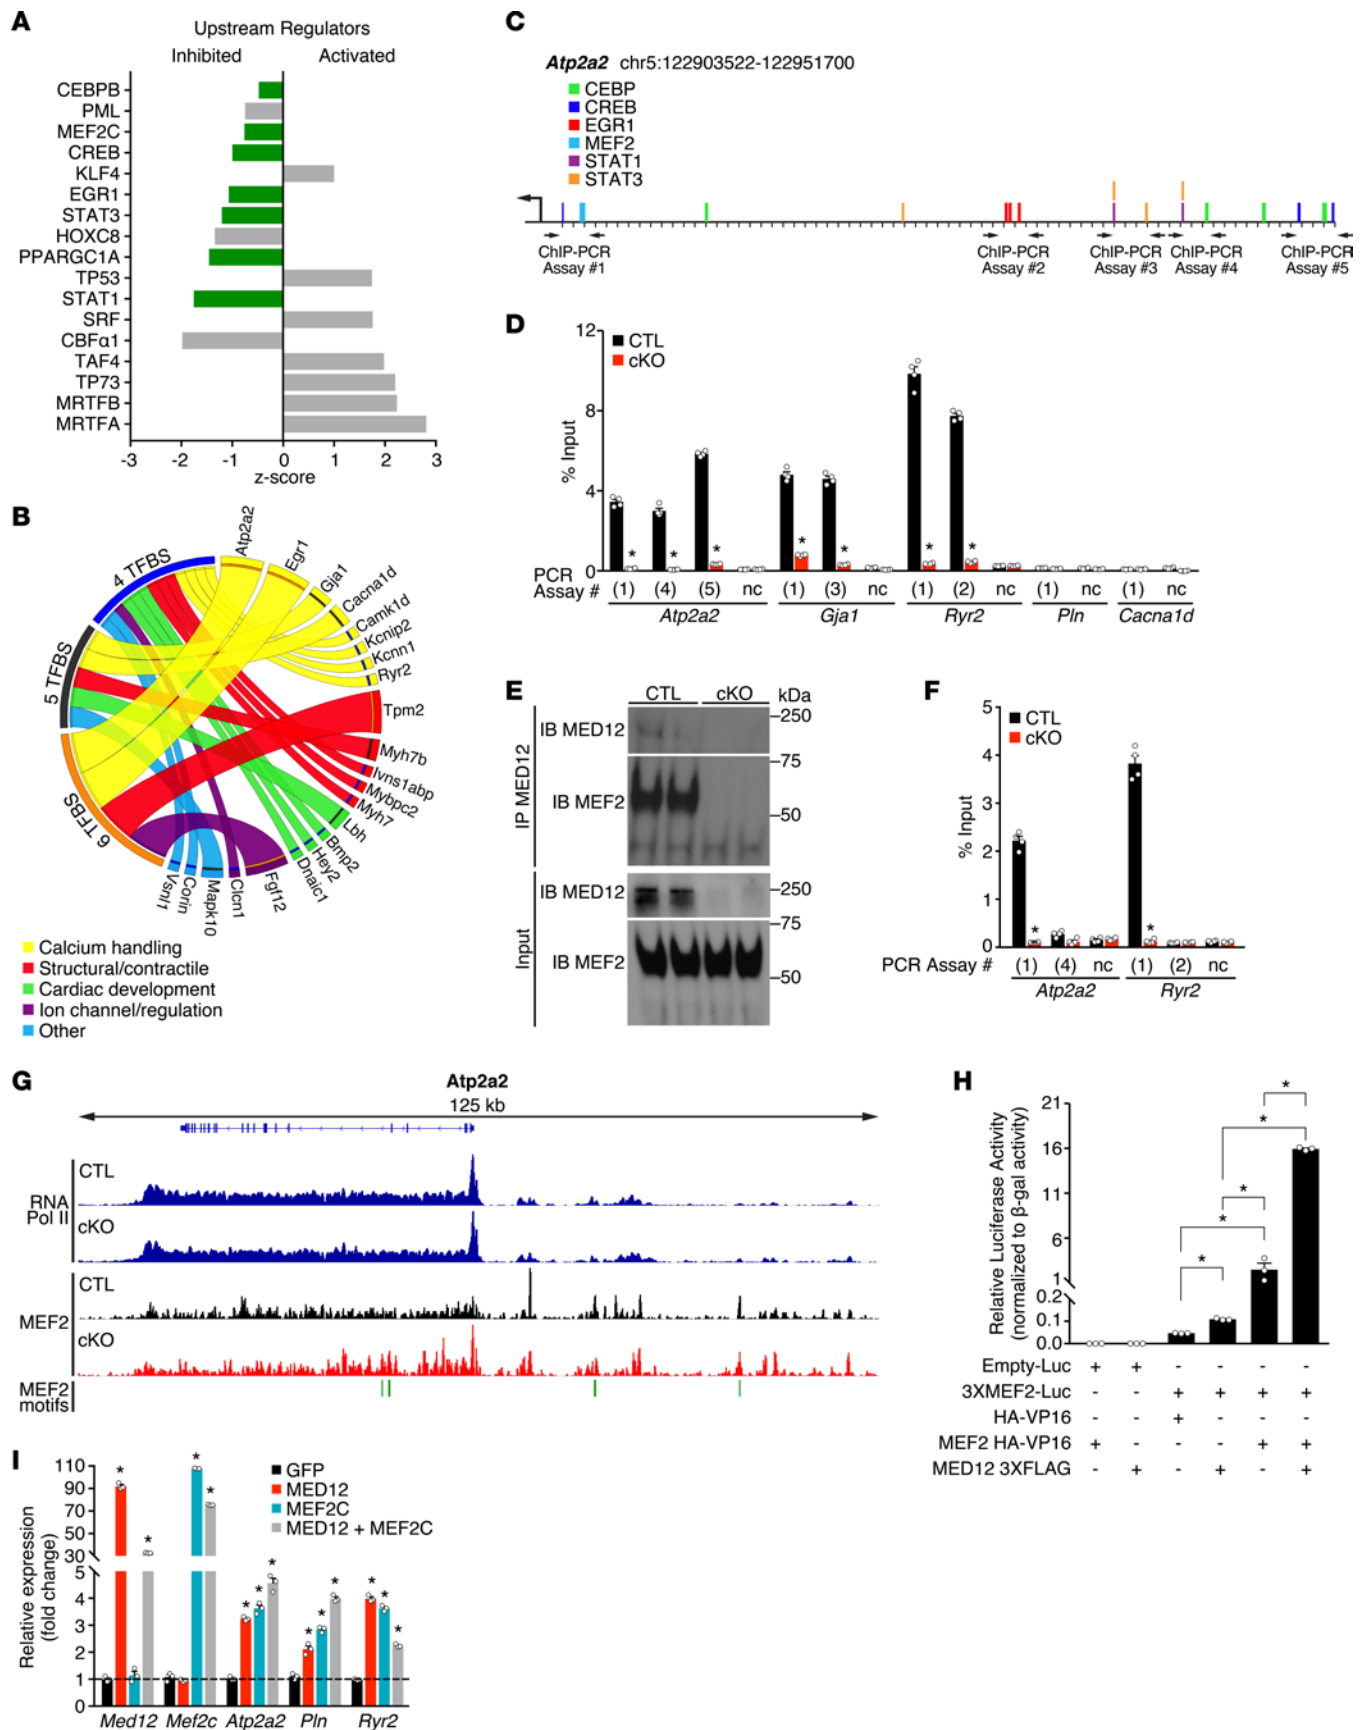 A
Upstream Regulators
Inhibited Activated
CEBPB
PML
MEF2C
CREB
KLF4
EGR1
STAT3
HOXC8
PPARGC1A
TP53
STAT1
SRF
CBFα1
TAF4
TP73
MRTFB
MRTFA
-3 -2 -1 0 1 2 3
z-score
B
4 TFBS
5 TFBS
6 TFBS
Atp2a2
Egr1
Gja1
Cacna1d
Camk1d
Kcnip2
Kcnn1
Ryr2
Tpm2
Myh7b
Ivns1abp
Mybpc2
Myh7
Lbh
Bmp2
Hey2
Dnaic1
Fgf12
Clcn1
Mapk10
Corin
Vsnl1
Calcium handling
Structural/contractile
Cardiac development
Ion channel/regulation
Other
C
Atp2a2 chr5:122903522-122951700
CEBP
CREB
EGR1
MEF2
STAT1
STAT3
ChIP-PCR ChIP-PCR ChIP-PCR ChIP-PCR ChIP-PCR
Assay #1 Assay #2 Assay #3 Assay #4 Assay #5
D
CTL
cKO
12
8
4
0
% Input
* * * * * * *
PCR
Assay #
(1) (4) (5) nc (1) (3) nc (1) (2) nc (1) nc (1) nc
Atp2a2 Gja1 Ryr2 Pln Cacna1d
E
CTL cKO kDa
IP MED12
IB MED12
250
75
IB MEF2
50
Input
IB MED12
250
75
IB MEF2
50
F
CTL
cKO
5
4
3
2
1
0
% Input
* *
PCR Assay # (1) (4) nc (1) (2) nc
Atp2a2 Ryr2
G
Atp2a2
125 kb
RNA
Pol II
CTL
cKO
MEF2
CTL
cKO
MEF2
motifs
H
Relative Luciferase Activity
(normalized to β-gal activity)
21
16
11
6
1
0.2
0.1
0.0
* * * * *
Empty-Luc + + - - - -
3XMEF2-Luc - - + + + +
HA-VP16 - - + - - -
MEF2 HA-VP16 + - - - + +
MED12 3XFLAG - + - + - +
I
Relative expression
(fold change)
110
90
70
50
30
5
4
3
2
1
0
GFP
MED12
MEF2C
MED12 + MEF2C
* * * * * * * * * * * * *
Med12 Mef2c Atp2a2 Pln Ryr2